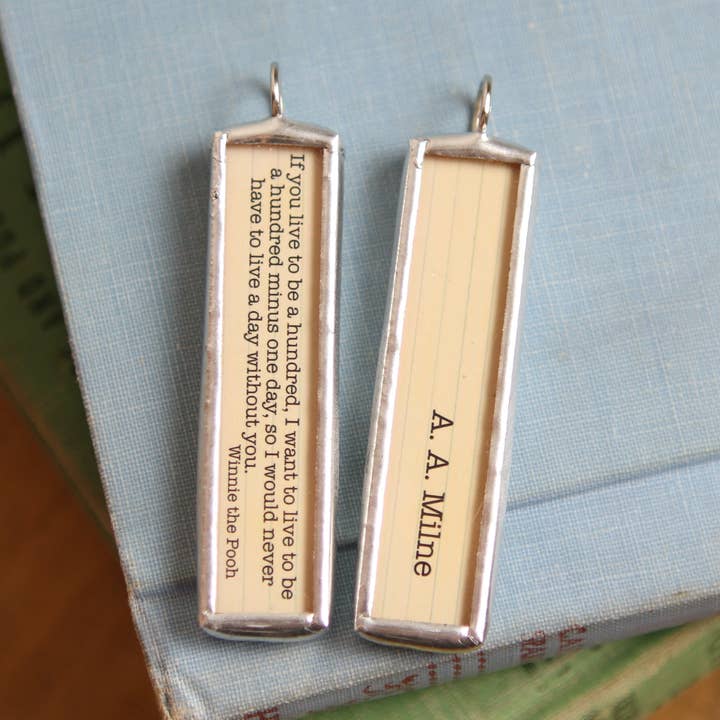 If you live to be a hundred, I want to live to be
a hundred minus one day, so I would never
have to live a day without you.
Winnie the Pooh
A. A. Milne